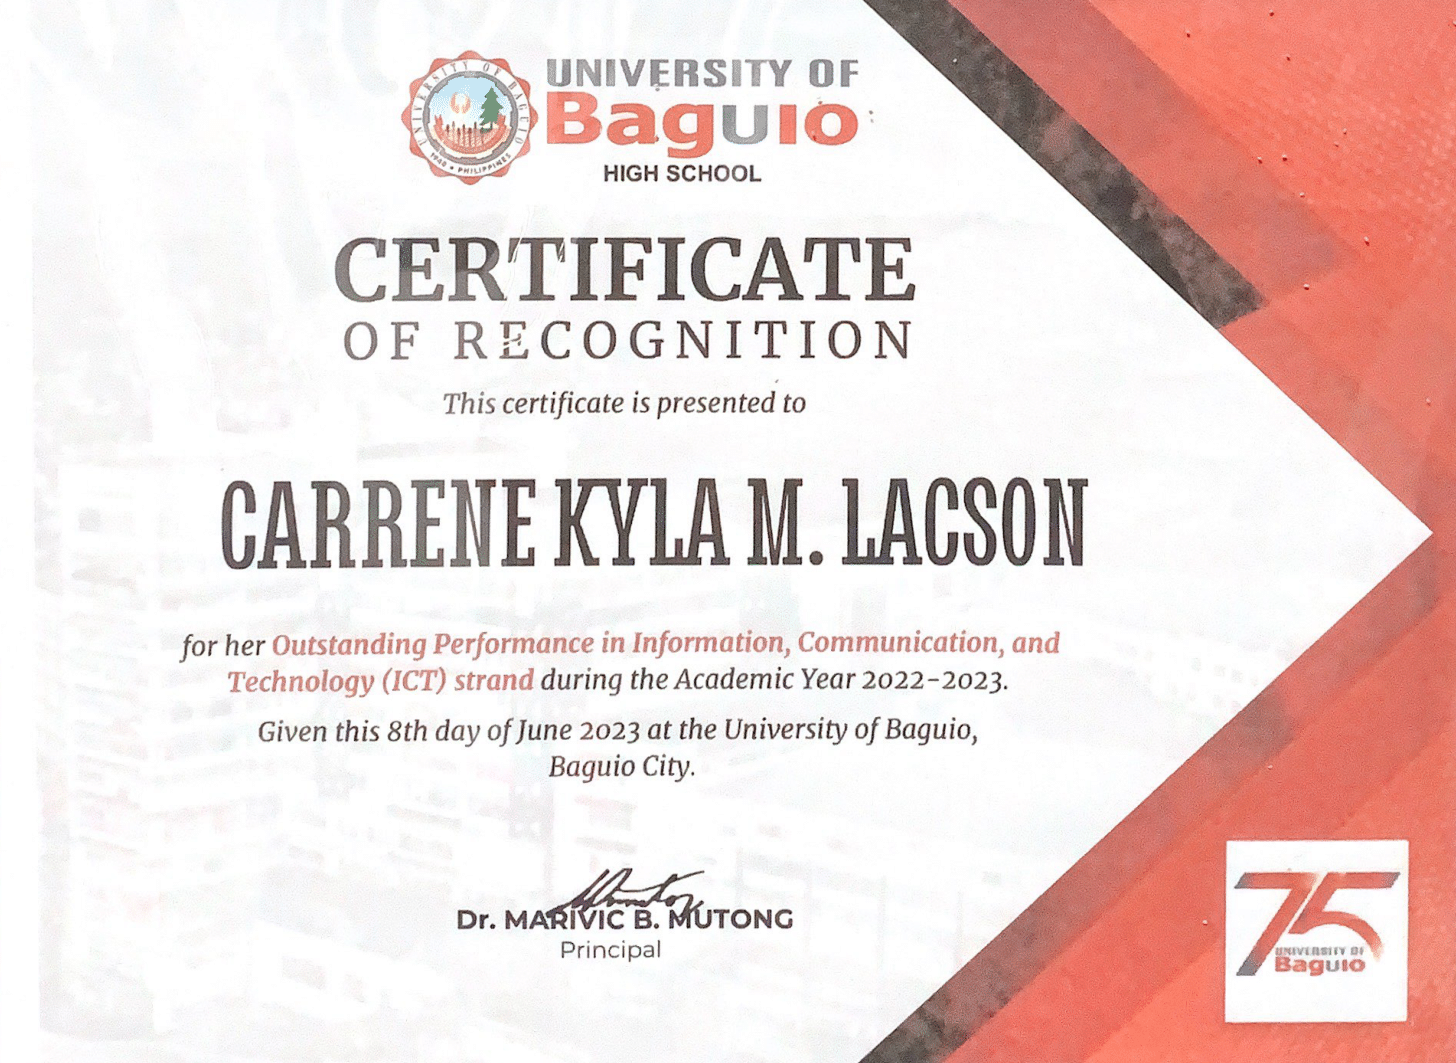 UNIVERSITY OF BAGUIO
1948 • PHILIPPINES
UNIVERSITY OF
Baguio
HIGH SCHOOL
CERTIFICATE
OF RECOGNITION
This certificate is presented to
CARRENE KYLA M. LACSON
for her Outstanding Performance in Information, Communication, and
Technology (ICT) strand during the Academic Year 2022-2023.
Given this 8th day of June 2023 at the University of Baguio,
Baguio City.
Dr. MARIVIC B. MUTONG
Principal
75
UNIVERSITY OF
Baguio